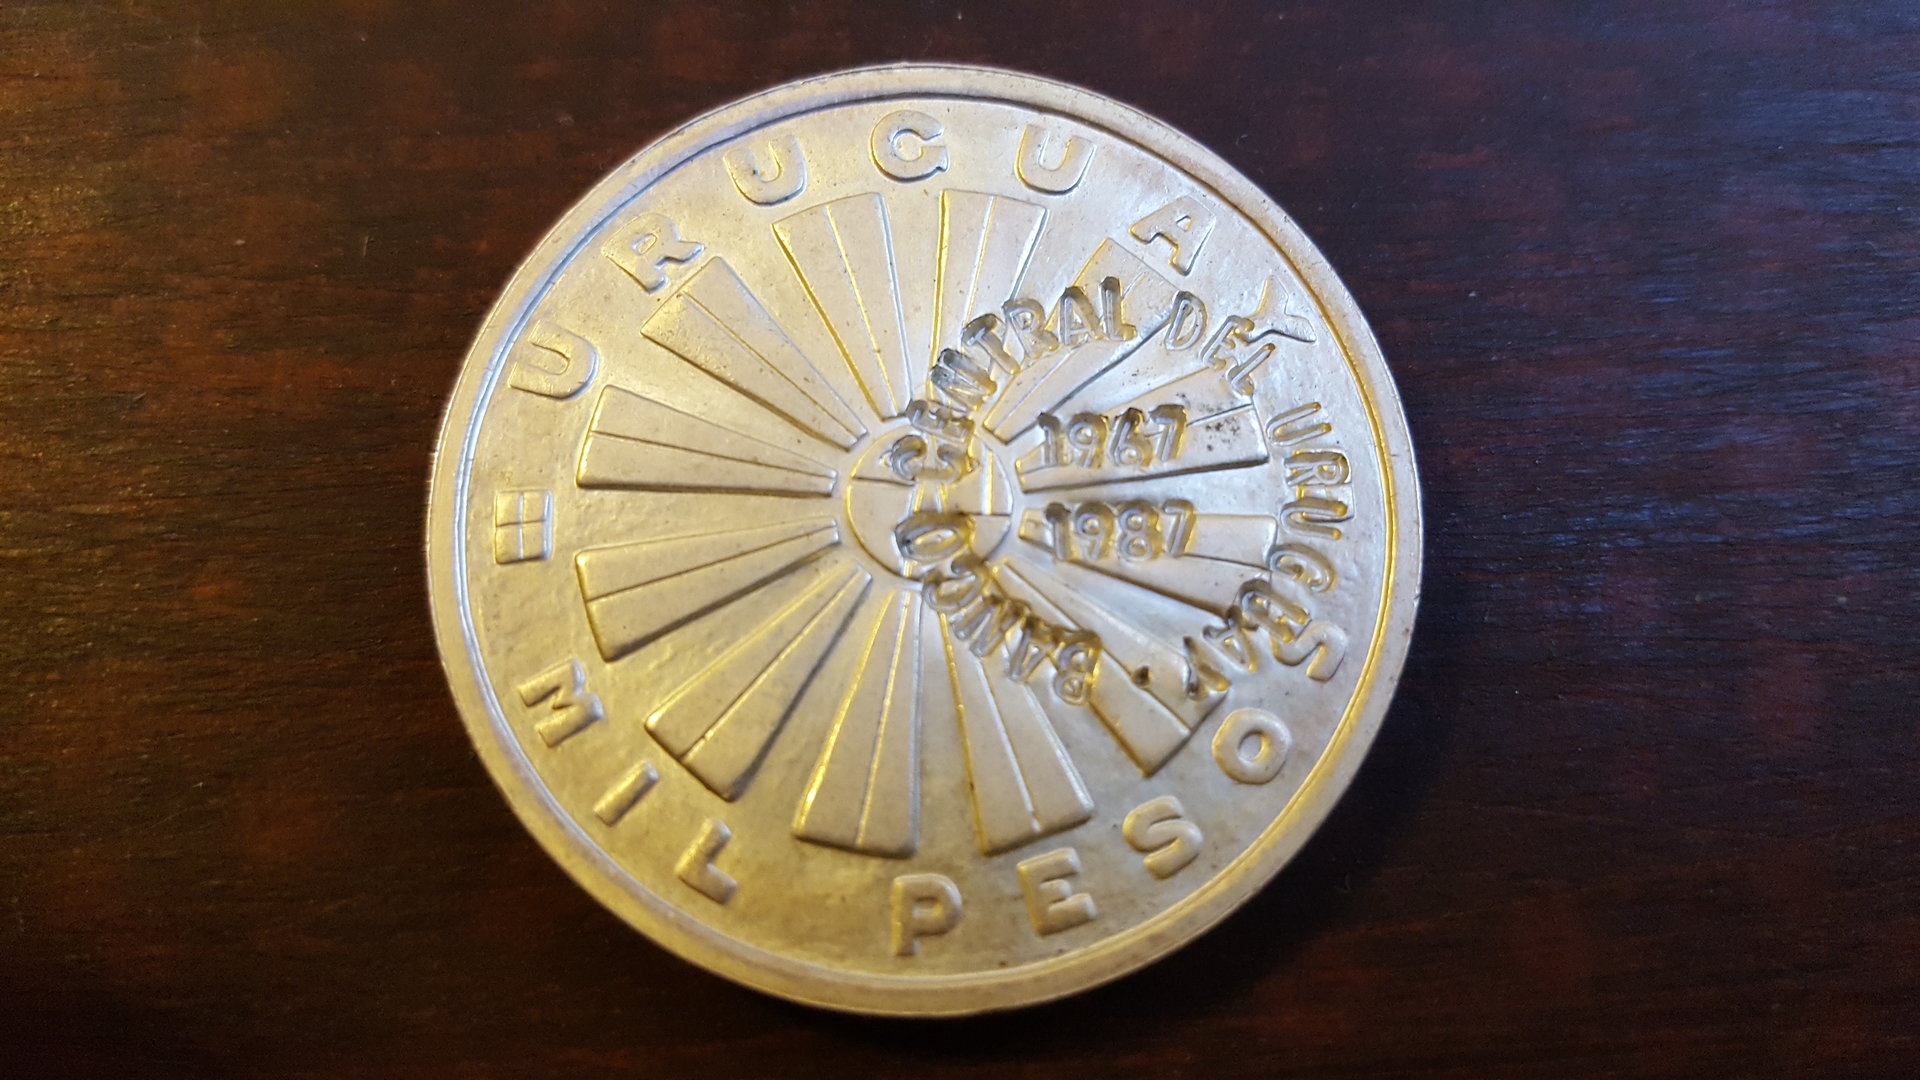 URUGUAY
MIL PESOS
BANCO CENTRAL DEL URUGUAY
1967
1987